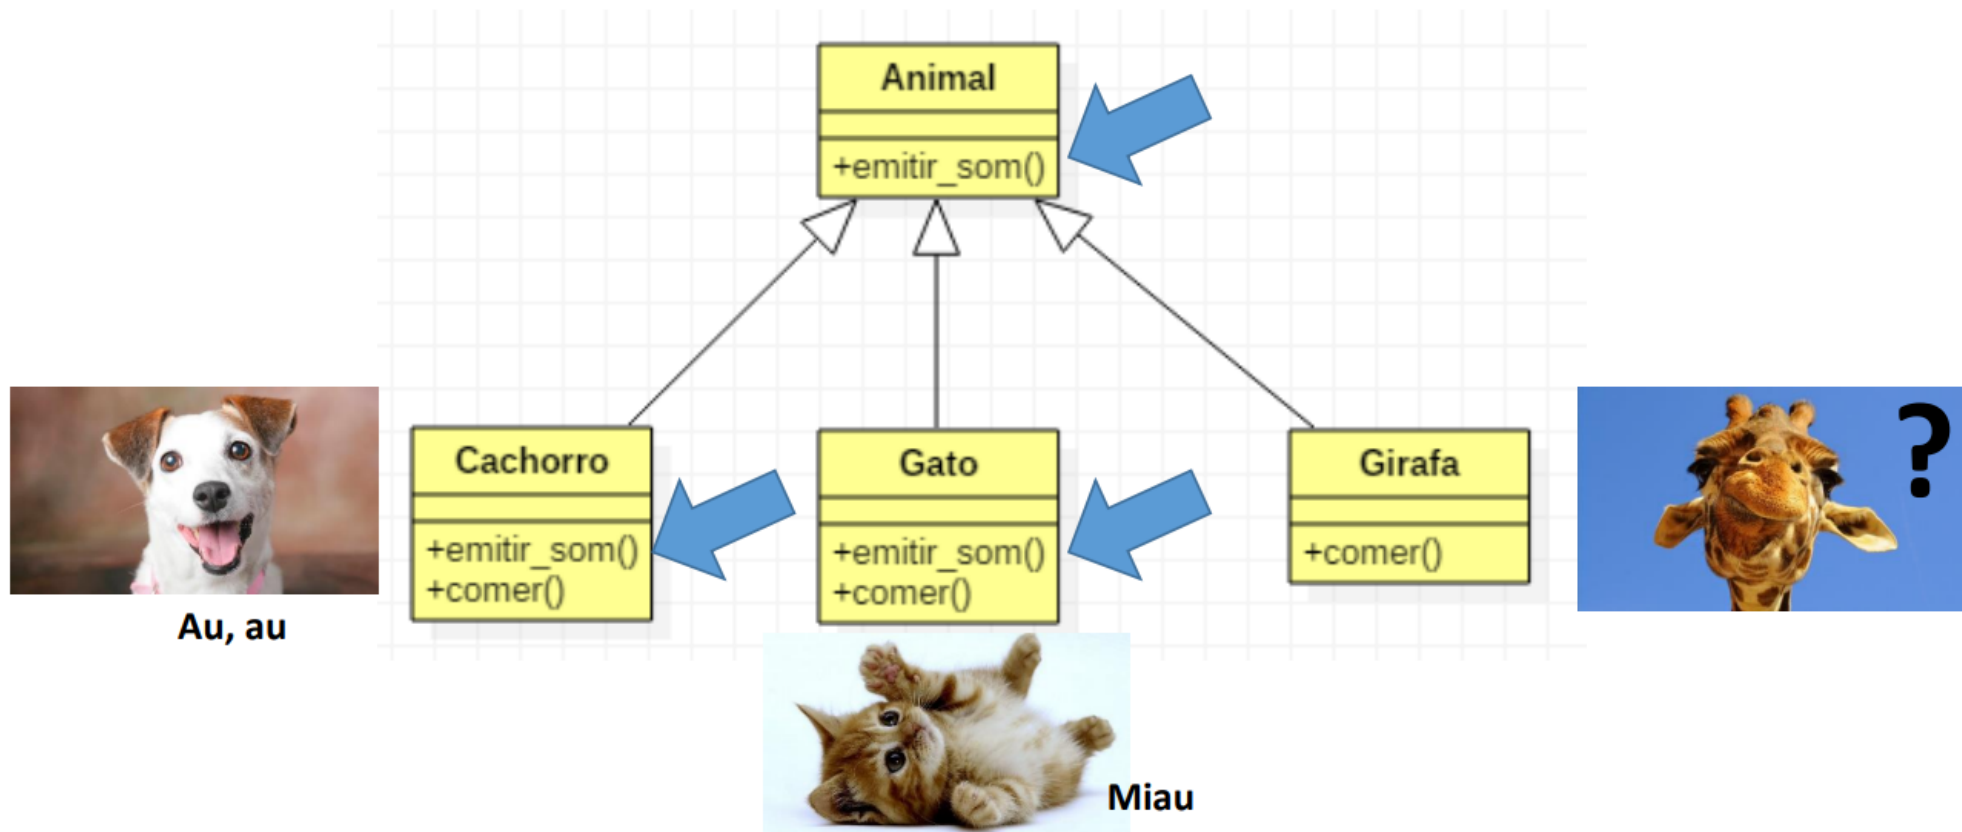 Animal
+emitir_som()
Cachorro
+emitir_som()
+comer()
Gato
+emitir_som()
+comer()
Girafa
+comer()
?
Au, au
Miau